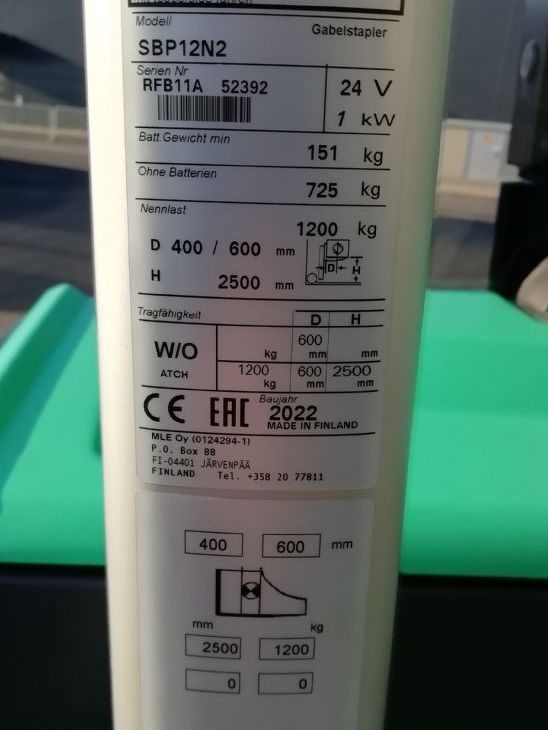 Modell
Gabelstapler
SBP12N2
Serien Nr
RFB11A 52392
24 V
1 kW
Batt.Gewicht min
151 kg
Ohne Batterien
725 kg
Nennlast
1200 kg
D 400 / 600 mm
D
H
H 2500 mm
Tragfähigkeit
D H
W/O
ATCH
600
kg mm mm
1200 600 2500
kg mm mm
CE EAC
Baujahr
2022
MADE IN FINLAND
MLE Oy (0124294-1)
P.O. Box 88
FI-04401 JÄRVENPÄÄ
FINLAND Tel. +358 20 77811
400 600 mm
mm kg
2500 1200
0 0